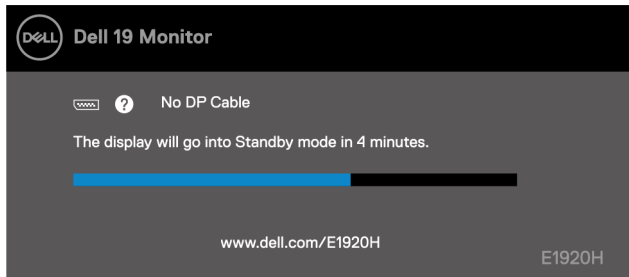 DELL Dell 19 Monitor
? No DP Cable
The display will go into Standby mode in 4 minutes.
www.dell.com/E1920H
E1920H